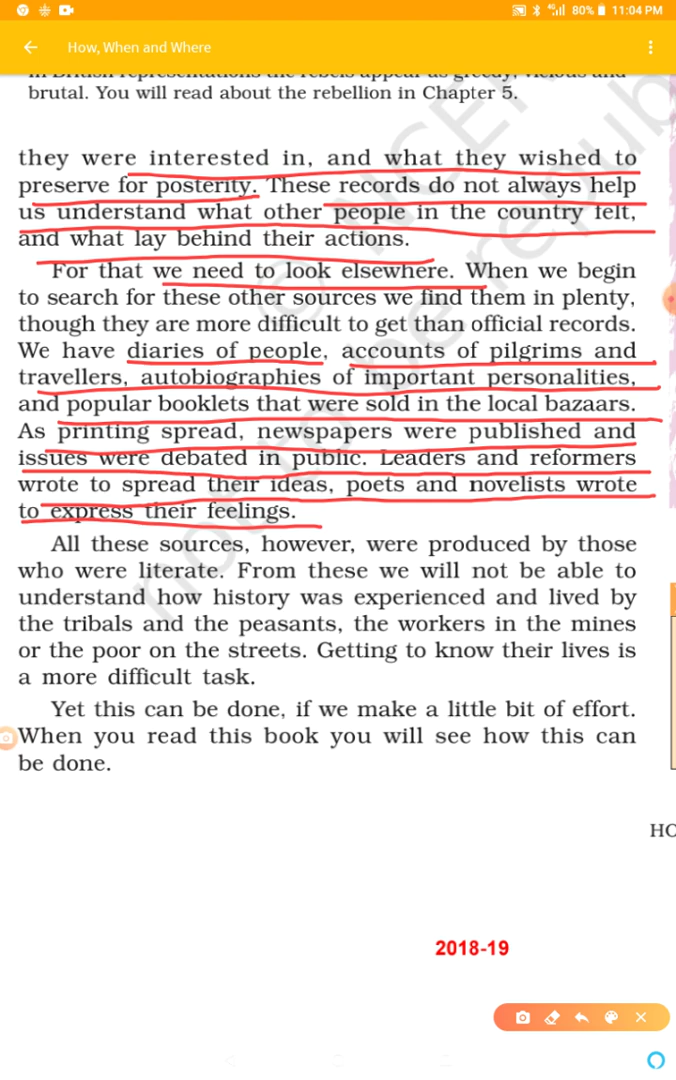 80% 11:04 PM
How, When and Where
in British representations the rebels appear as greedy, vicious and
brutal. You will read about the rebellion in Chapter 5.
they were interested in, and what they wished to
preserve for posterity. These records do not always help
us understand what other people in the country felt,
and what lay behind their actions.
For that we need to look elsewhere. When we begin
to search for these other sources we find them in plenty,
though they are more difficult to get than official records.
We have diaries of people, accounts of pilgrims and
travellers, autobiographies of important personalities,
and popular booklets that were sold in the local bazaars.
As printing spread, newspapers were published and
issues were debated in public. Leaders and reformers
wrote to spread their ideas, poets and novelists wrote
to express their feelings.
All these sources, however, were produced by those
who were literate. From these we will not be able to
understand how history was experienced and lived by
the tribals and the peasants, the workers in the mines
or the poor on the streets. Getting to know their lives is
a more difficult task.
Yet this can be done, if we make a little bit of effort.
When you read this book you will see how this can
be done.
HO
2018-19